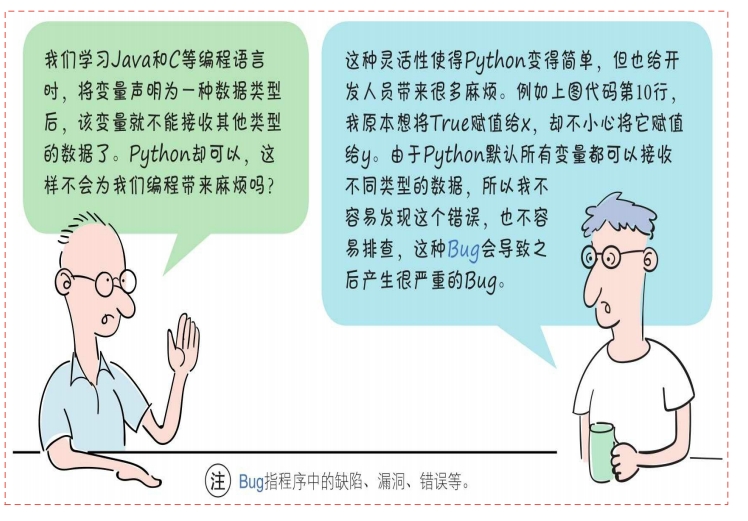 我们学习Java和C等编程语言
时，将变量声明为一种数据类型
后，该变量就不能接收其他类型
的数据了。Python却可以，这
样不会为我们编程带来麻烦吗？
这种灵活性使得Python变得简单，但也给开
发人员带来很多麻烦。例如上图代码第10行，
我原本想将True赋值给x，却不小心将它赋值
给y。由于Python默认所有变量都可以接收
不同类型的数据，所以我不
容易发现这个错误，也不容
易排查，这种Bug会导致之
后产生很严重的Bug。
注 Bug指程序中的缺陷、漏洞、错误等。